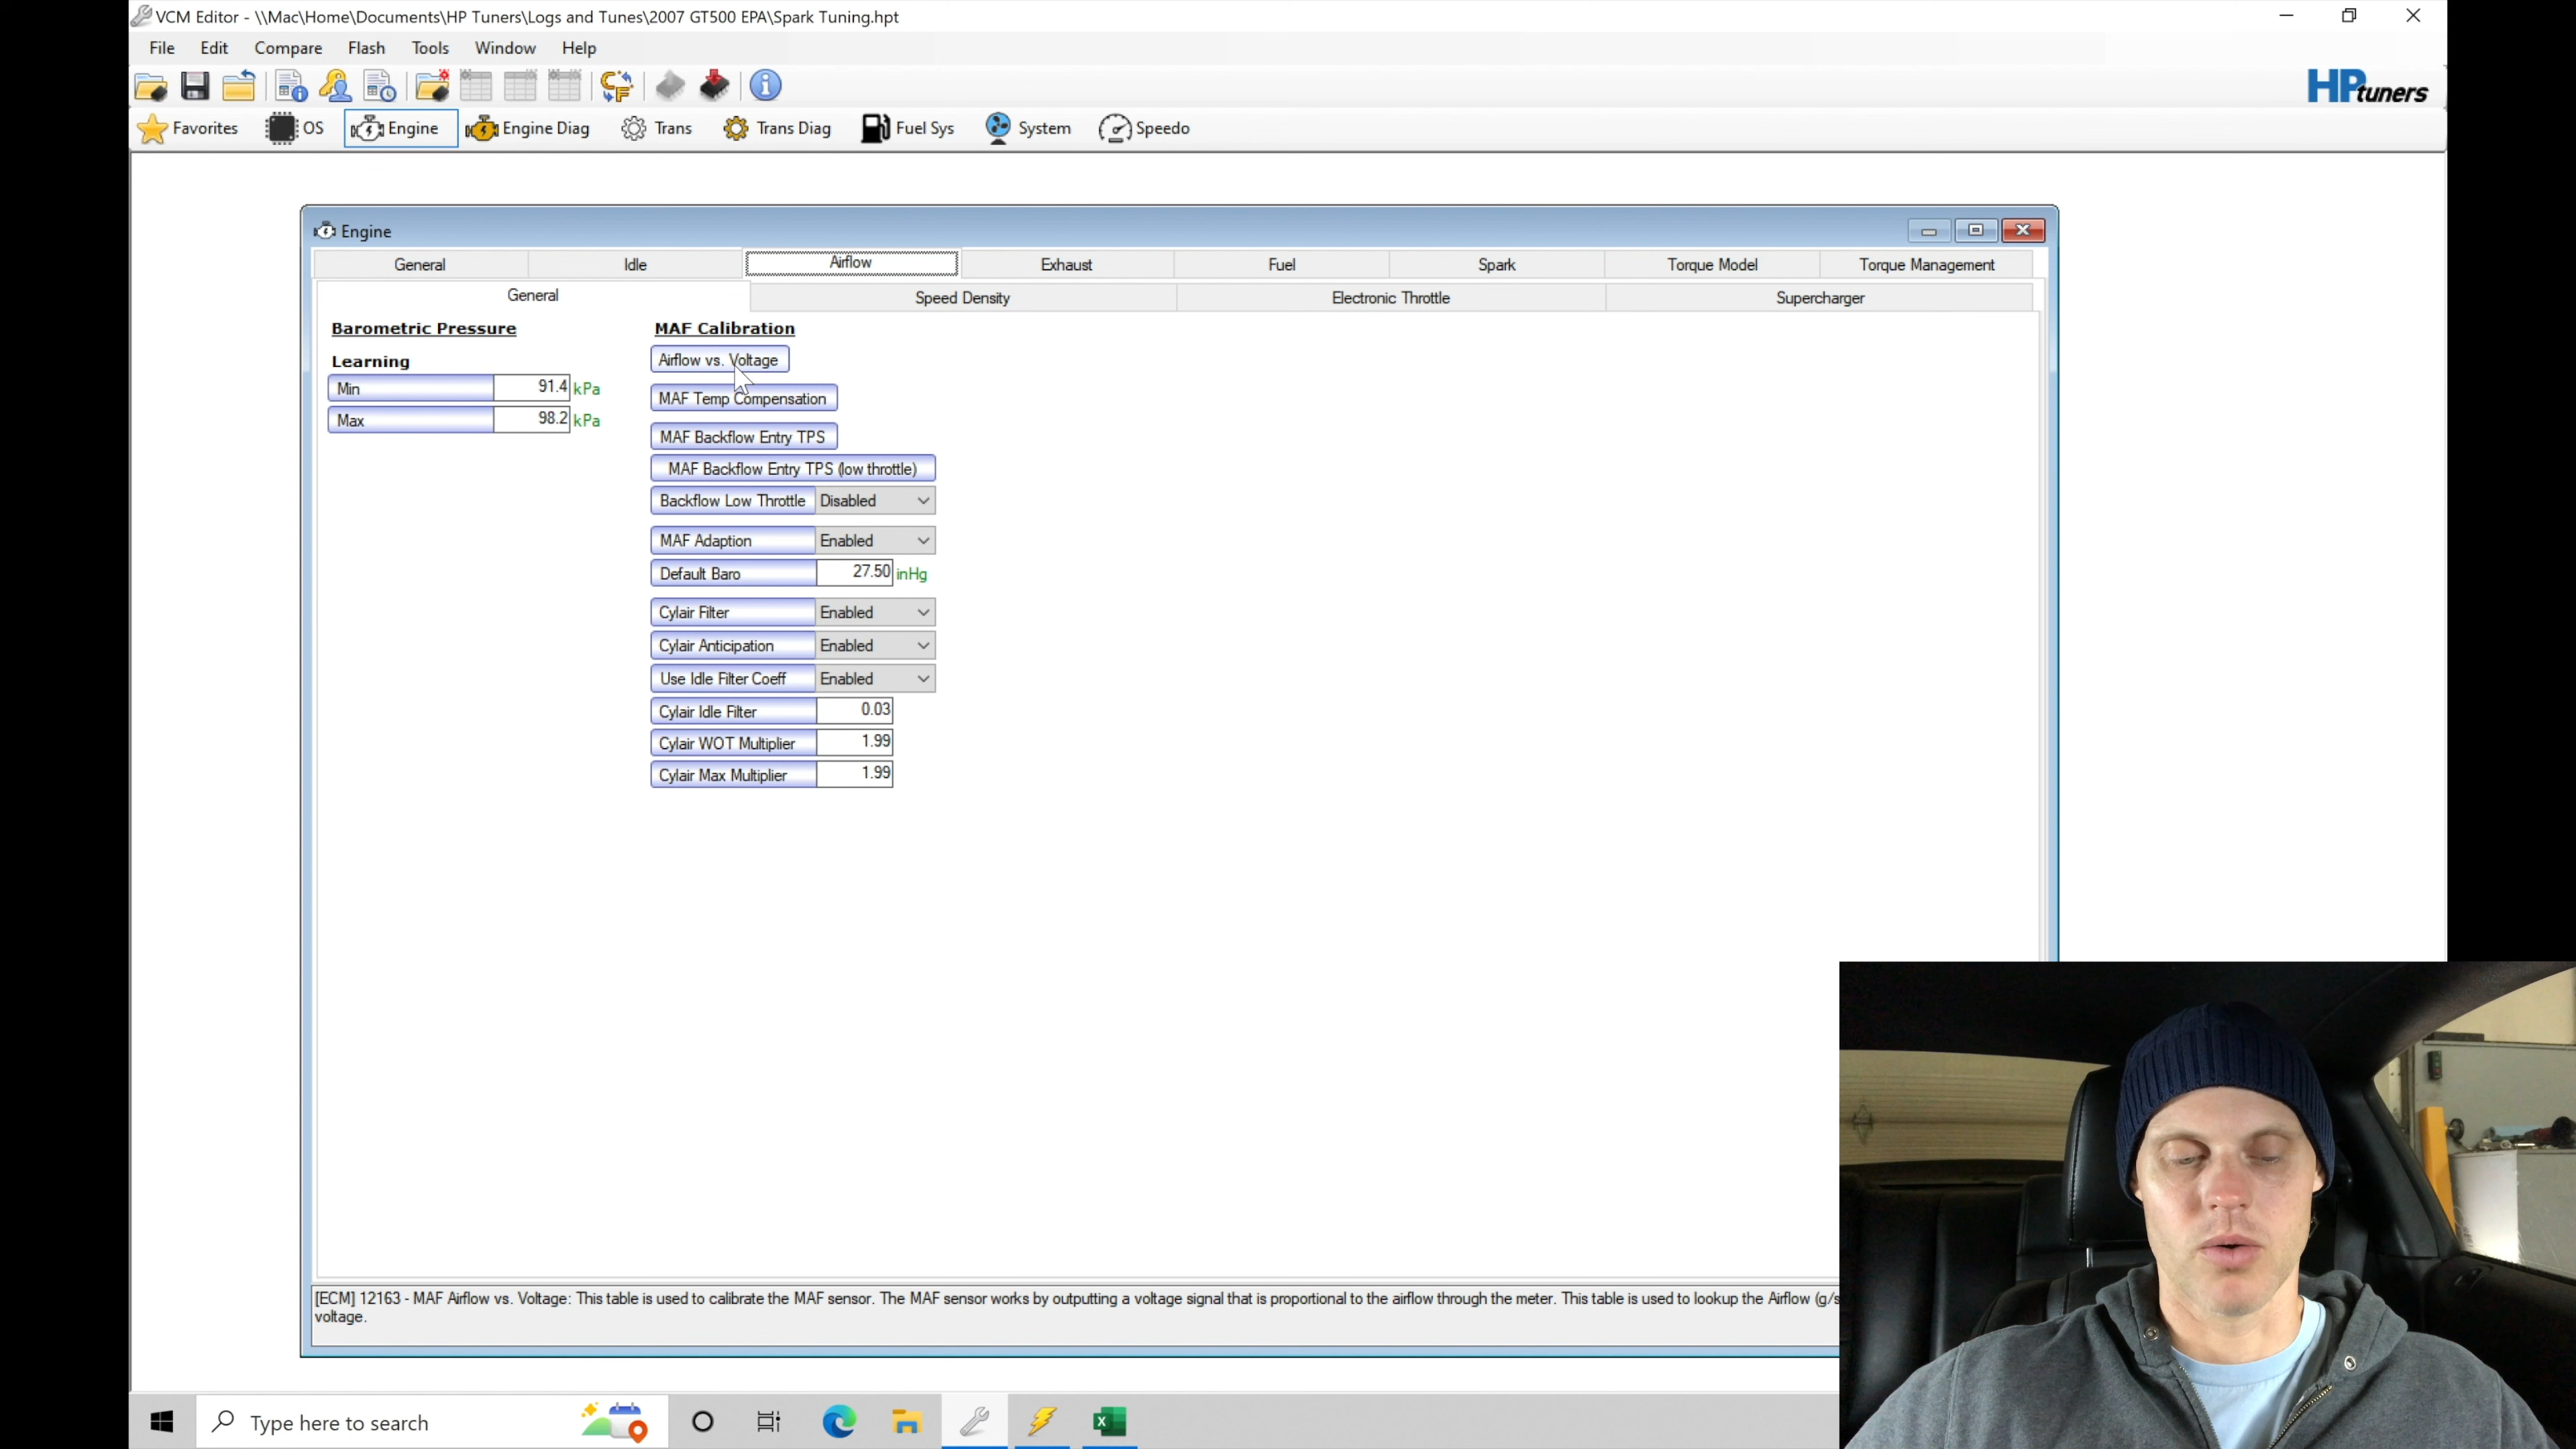 VCM Editor - \\Mac\Home\Documents\HP Tuners\Logs and Tunes\2007 GT500 EPA\Spark Tuning.hpt
File Edit Compare Flash Tools Window Help
HP tuners
Favorites OS Engine Engine Diag Trans Trans Diag Fuel Sys System Speedo
Engine
General Idle Airflow Exhaust Fuel Spark Torque Model Torque Management
General Speed Density Electronic Throttle Supercharger
Barometric Pressure
Learning
Min 91.4 kPa
Max 98.2 kPa
MAF Calibration
Airflow vs. Voltage
MAF Temp Compensation
MAF Backflow Entry TPS
MAF Backflow Entry TPS (low throttle)
Backflow Low Throttle Disabled
MAF Adaption Enabled
Default Baro 27.50 inHg
Cylair Filter Enabled
Cylair Anticipation Enabled
Use Idle Filter Coeff Enabled
Cylair Idle Filter 0.03
Cylair WOT Multiplier 1.99
Cylair Max Multiplier 1.99
[ECM] 12163 - MAF Airflow vs. Voltage: This table is used to calibrate the MAF sensor. The MAF sensor works by outputting a voltage signal that is proportional to the airflow through the meter. This table is used to lookup the Airflow (g/s
voltage.
Type here to search